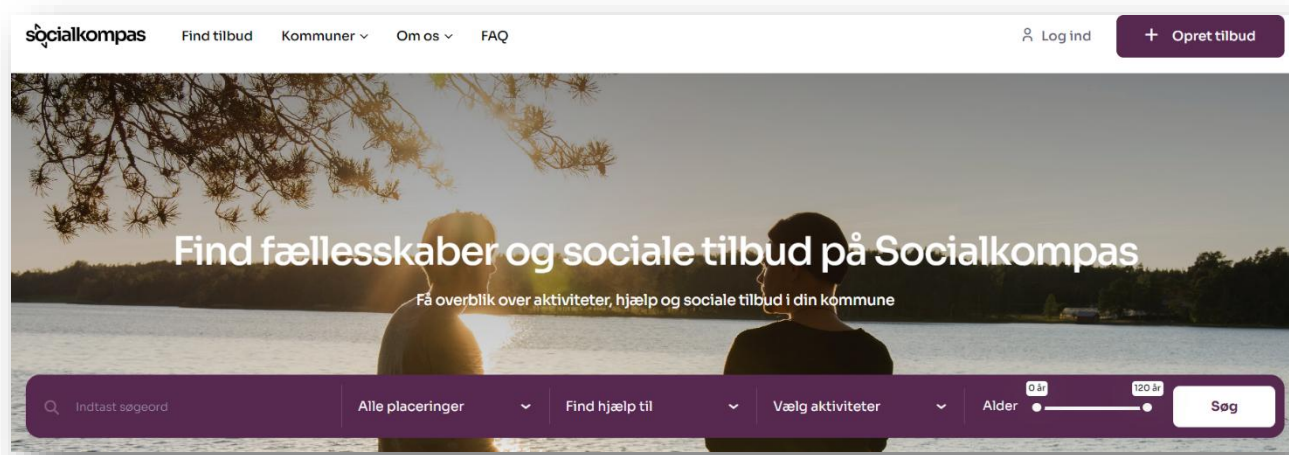 socialkompas Find tilbud Kommuner Om os FAQ Log ind + Opret tilbud
Find fællesskaber og sociale tilbud på Socialkompas
Få overblik over aktiviteter, hjælp og sociale tilbud i din kommune
0 år 120 år
Indtast søgeord Alle placeringer Find hjælp til Vælg aktiviteter Alder Søg